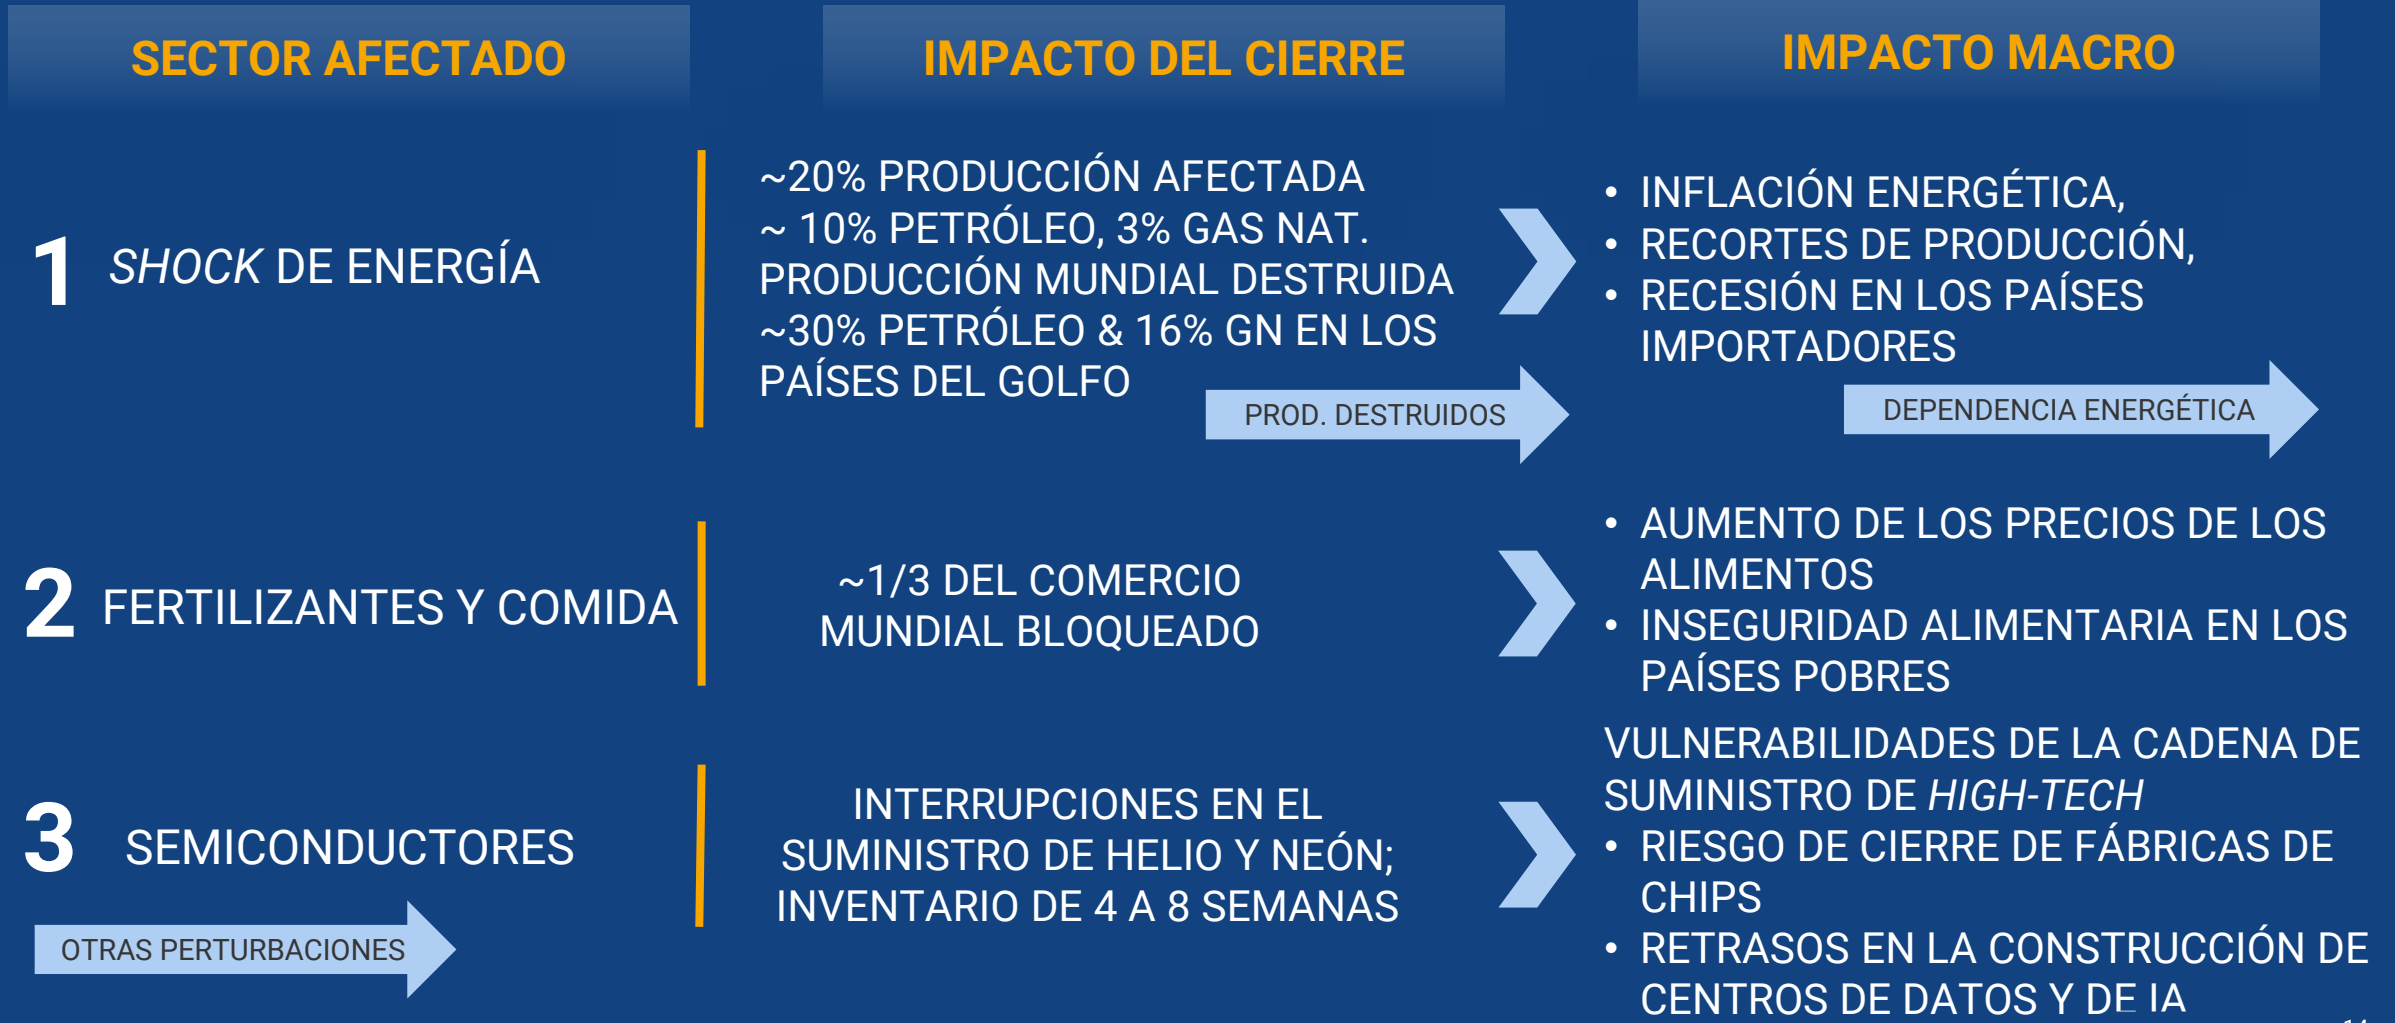 SECTOR AFECTADO
IMPACTO DEL CIERRE
IMPACTO MACRO
1
SHOCK DE ENERGÍA
~20% PRODUCCIÓN AFECTADA
~ 10% PETRÓLEO, 3% GAS NAT.
PRODUCCIÓN MUNDIAL DESTRUIDA
~30% PETRÓLEO & 16% GN EN LOS
PAÍSES DEL GOLFO
PROD. DESTRUIDOS
• INFLACIÓN ENERGÉTICA,
• RECORTES DE PRODUCCIÓN,
• RECESIÓN EN LOS PAÍSES
IMPORTADORES
DEPENDENCIA ENERGÉTICA
2
FERTILIZANTES Y COMIDA
~1/3 DEL COMERCIO
MUNDIAL BLOQUEADO
• AUMENTO DE LOS PRECIOS DE LOS
ALIMENTOS
• INSEGURIDAD ALIMENTARIA EN LOS
PAÍSES POBRES
3
SEMICONDUCTORES
OTRAS PERTURBACIONES
INTERRUPCIONES EN EL
SUMINISTRO DE HELIO Y NEÓN;
INVENTARIO DE 4 A 8 SEMANAS
VULNERABILIDADES DE LA CADENA DE
SUMINISTRO DE HIGH-TECH
• RIESGO DE CIERRE DE FÁBRICAS DE
CHIPS
• RETRASOS EN LA CONSTRUCCIÓN DE
CENTROS DE DATOS Y DE IA